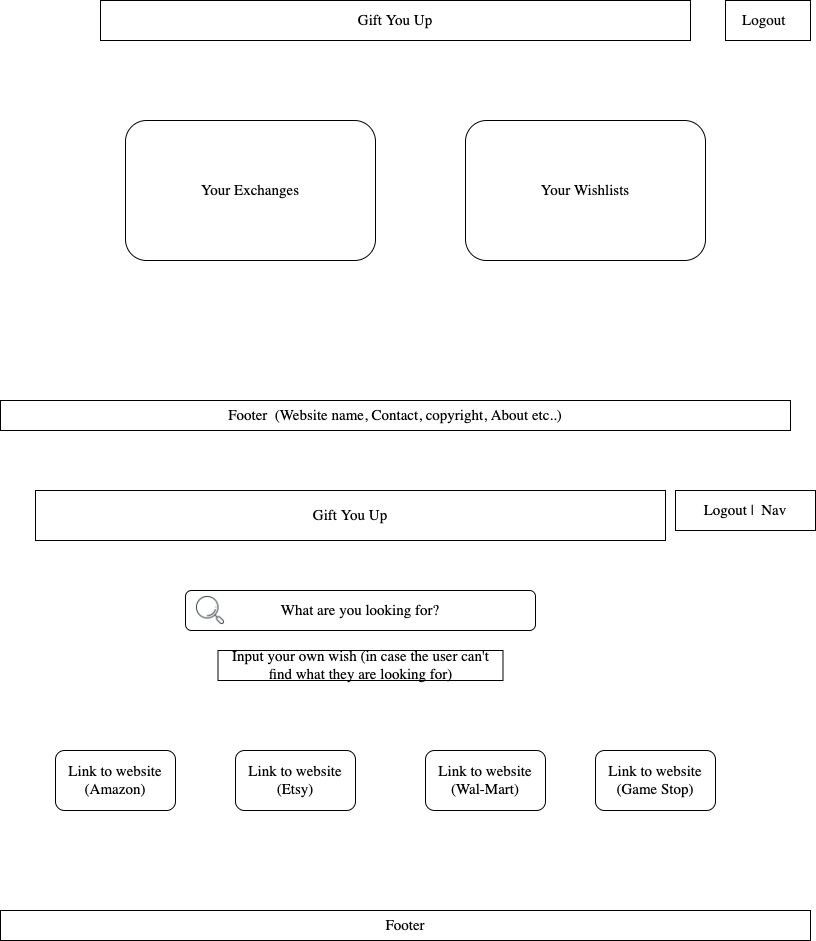 Gift You Up
Logout
Your Exchanges
Your Wishlists
Footer  (Website name, Contact, copyright, About etc..)
Gift You Up
Logout |  Nav
What are you looking for?
Input your own wish (in case the user can't
find what they are looking for)
Link to website
(Amazon)
Link to website
(Etsy)
Link to website
(Wal-Mart)
Link to website
(Game Stop)
Footer